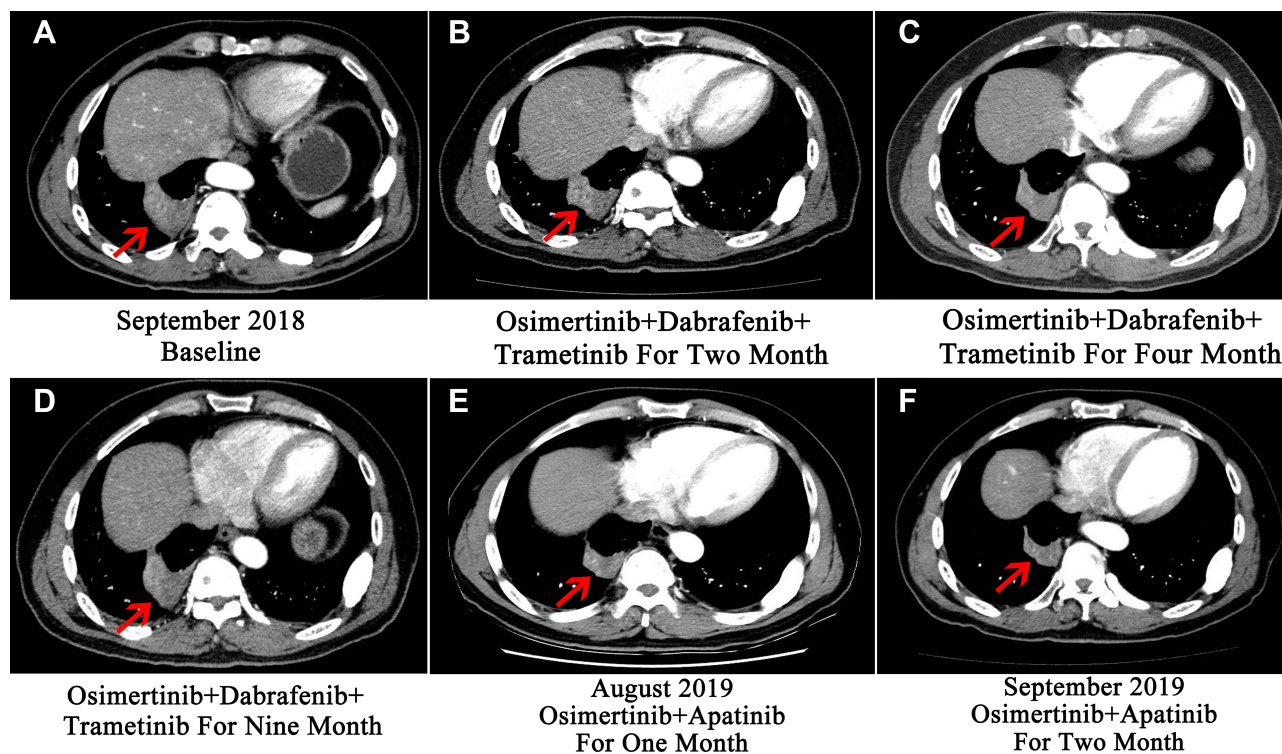 A
B
C
September 2018
Baseline
Osimertinib+Dabrafenib+
Trametinib For Two Month
Osimertinib+Dabrafenib+
Trametinib For Four Month
D
E
F
Osimertinib+Dabrafenib+
Trametinib For Nine Month
August 2019
Osimertinib+Apatinib
For One Month
September 2019
Osimertinib+Apatinib
For Two Month